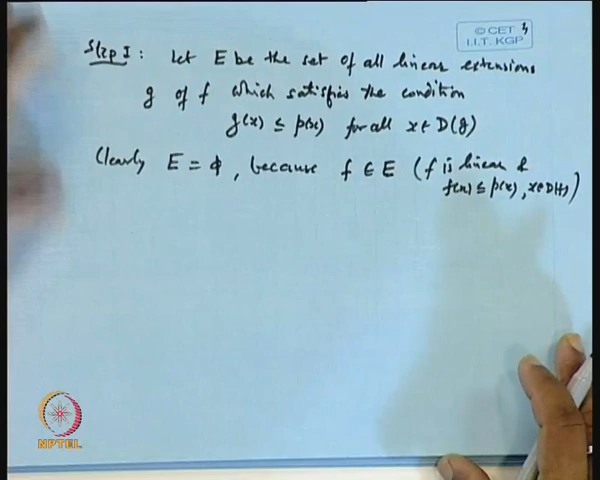 © CET
I.I.T. KGP
Step I: Let E be the set of all linear extensions
g of f which satisfies the condition
g(x) ≤ p(x) for all x ∈ D(g)
Clearly E = ϕ, because f ∈ E (f is linear &
f(x) ≤ p(x), x ∈ D(f))
NPTEL